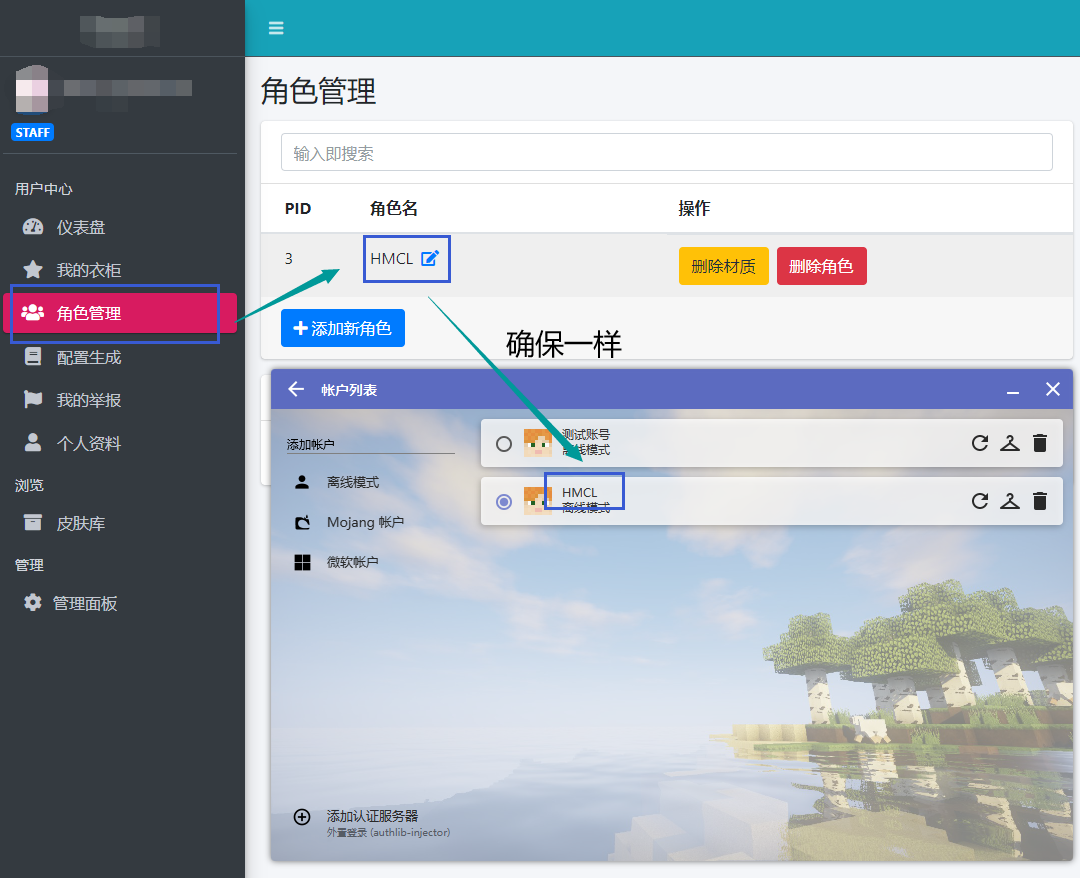 STAFF
用户中心
仪表盘
我的衣柜
角色管理
配置生成
我的举报
个人资料
浏览
皮肤库
管理
管理面板
角色管理
输入即搜索
PID 角色名 操作
3 HMCL 删除材质 删除角色
添加新角色
确保一样
帐户列表
添加帐户
离线模式
Mojang 帐户
微软帐户
测试账号
离线模式
HMCL
离线模式
添加认证服务器
外置登录 (authlib-injector)